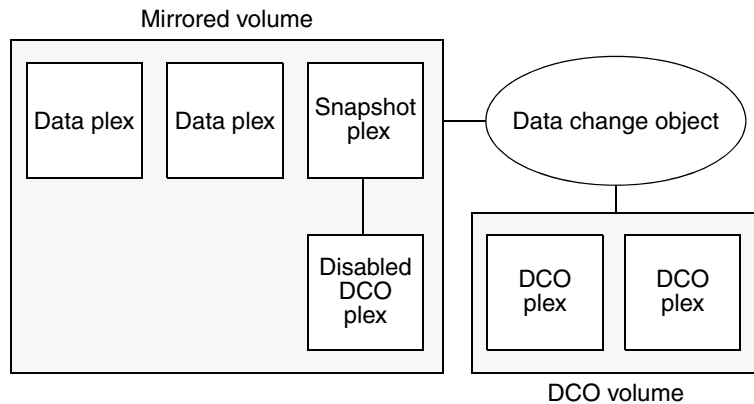 Mirrored volume
Data plex
Data plex
Snapshot
plex
Data change object
Disabled
DCO
plex
DCO
plex
DCO
plex
DCO volume